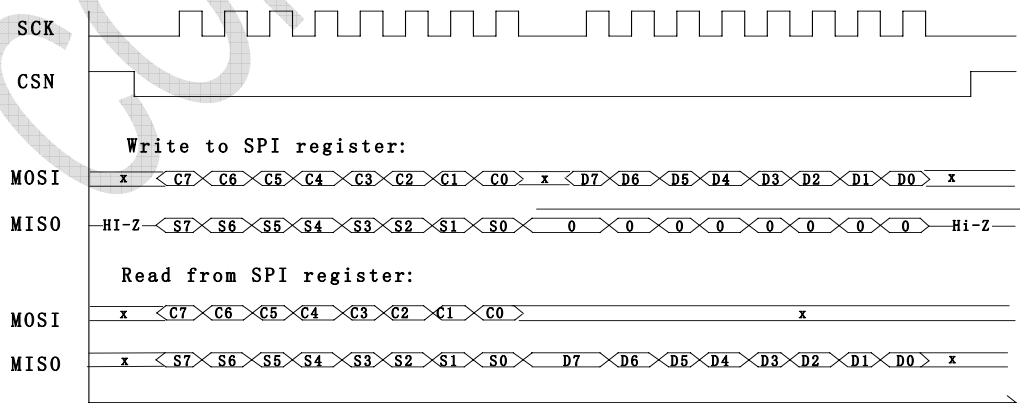 SCK
CSN
Write to SPI register:
MOSI x C7 C6 C5 C4 C3 C2 C1 C0 x D7 D6 D5 D4 D3 D2 D1 D0 x
MISO HI-Z S7 S6 S5 S4 S3 S2 S1 S0 0 0 0 0 0 0 0 0 Hi-Z
Read from SPI register:
MOSI x C7 C6 C5 C4 C3 C2 C1 C0 x
MISO x S7 S6 S5 S4 S3 S2 S1 S0 D7 D6 D5 D4 D3 D2 D1 D0 x